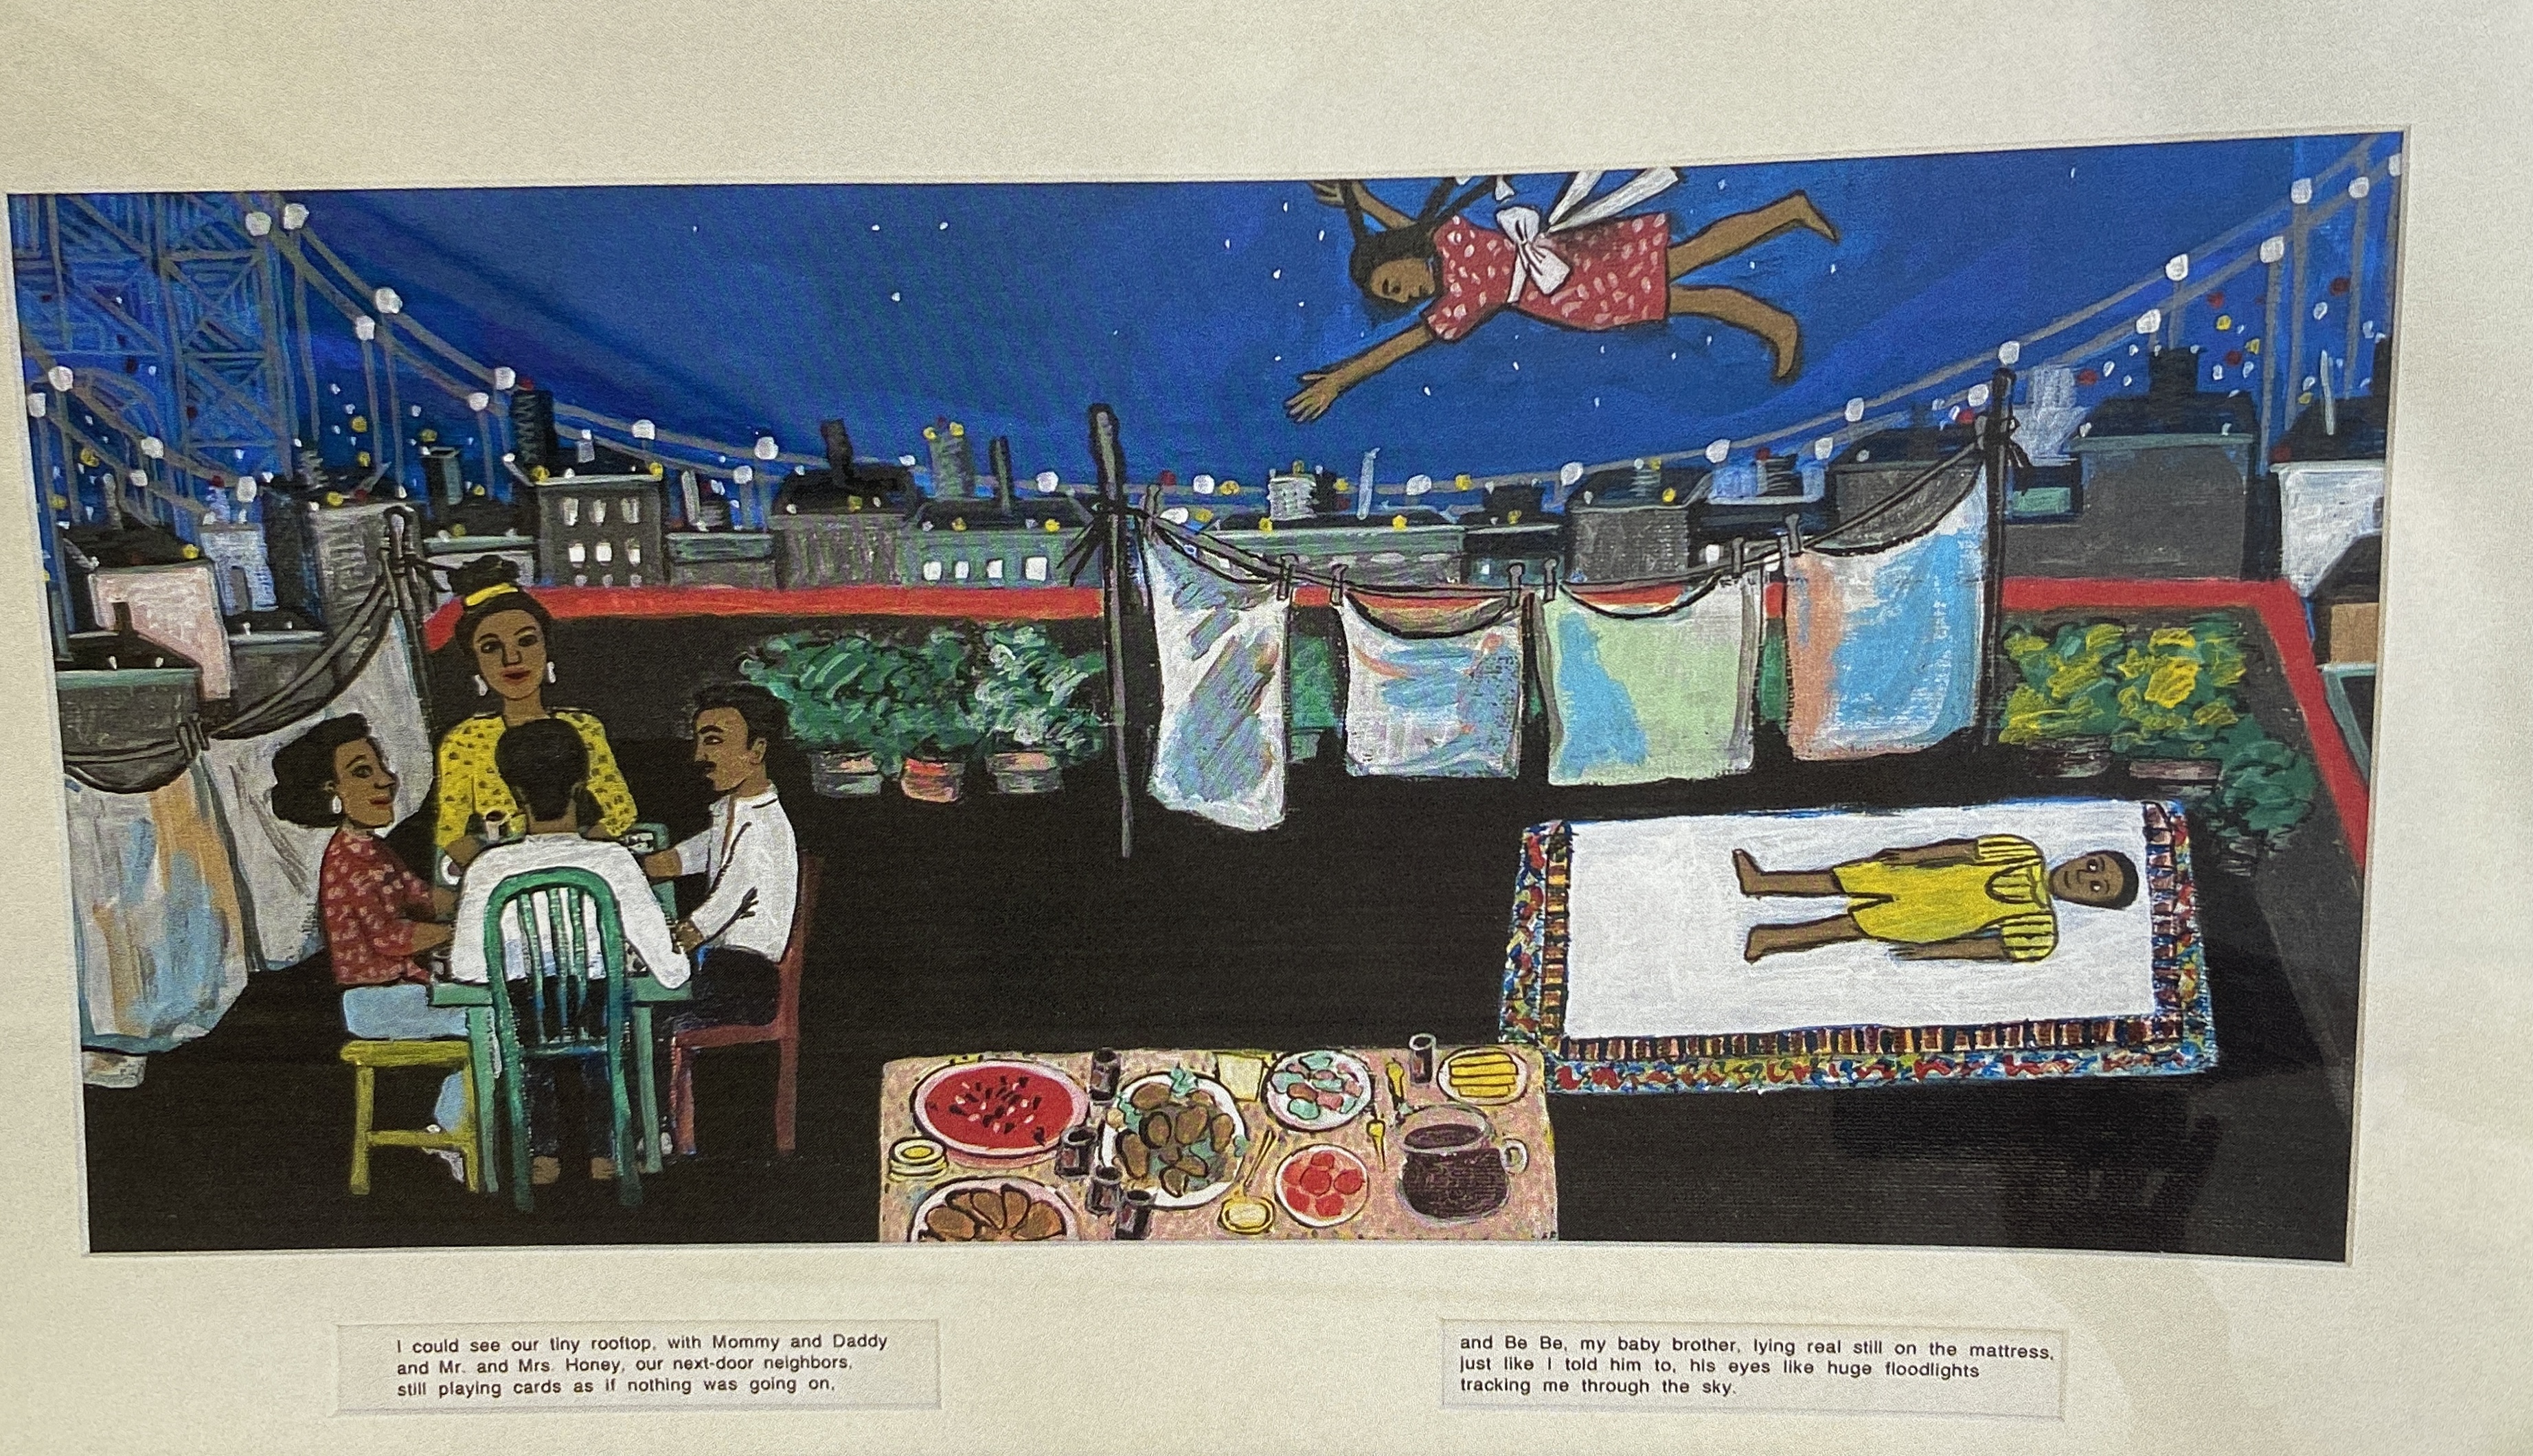 I could see our tiny rooftop, with Mommy and Daddy
and Mr. and Mrs. Honey, our next-door neighbors,
still playing cards as if nothing was going on,
and Be Be, my baby brother, lying real still on the mattress,
just like I told him to, his eyes like huge floodlights
tracking me through the sky.